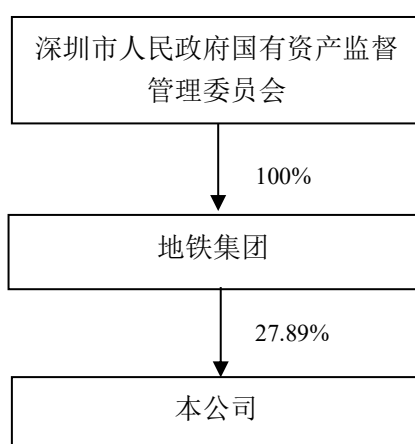 深圳市人民政府国有资产监督
管理委员会
100%
地铁集团
27.89%
本公司